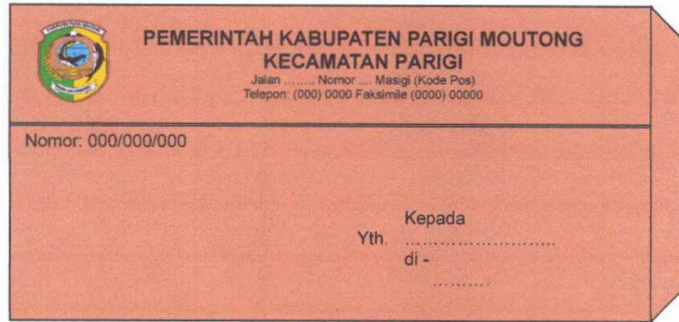 PEMERINTAH KABUPATEN PARIGI MOUTONG
KECAMATAN PARIGI
Jalan ........ Nomor .... Masigi (Kode Pos)
Telepon: (000) 0000 Faksimile (0000) 00000
Nomor: 000/000/000
Kepada
Yth. ............................
di -
..........